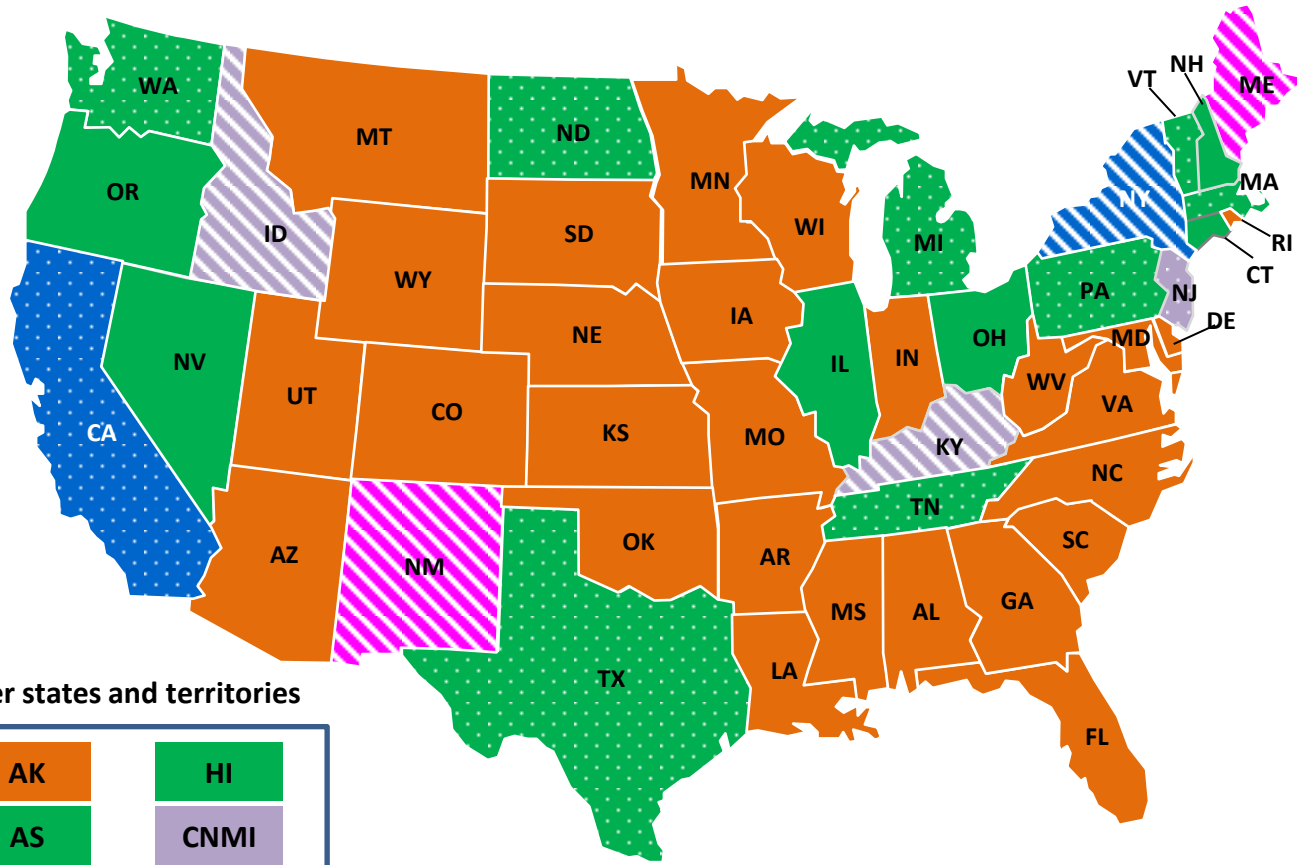 NH
VT
ME
WA
ND
MT
MN
OR
MA
NY
WI
ID
SD
MI
RI
CT
WY
PA
NJ
IA
DE
NE
OH
MD
NV
IN
IL
WV
UT
CO
VA
CA
KS
MO
KY
NC
TN
OK
SC
AZ
AR
NM
GA
MS
AL
LA
TX
er states and territories
FL
AK HI
AS CNMI